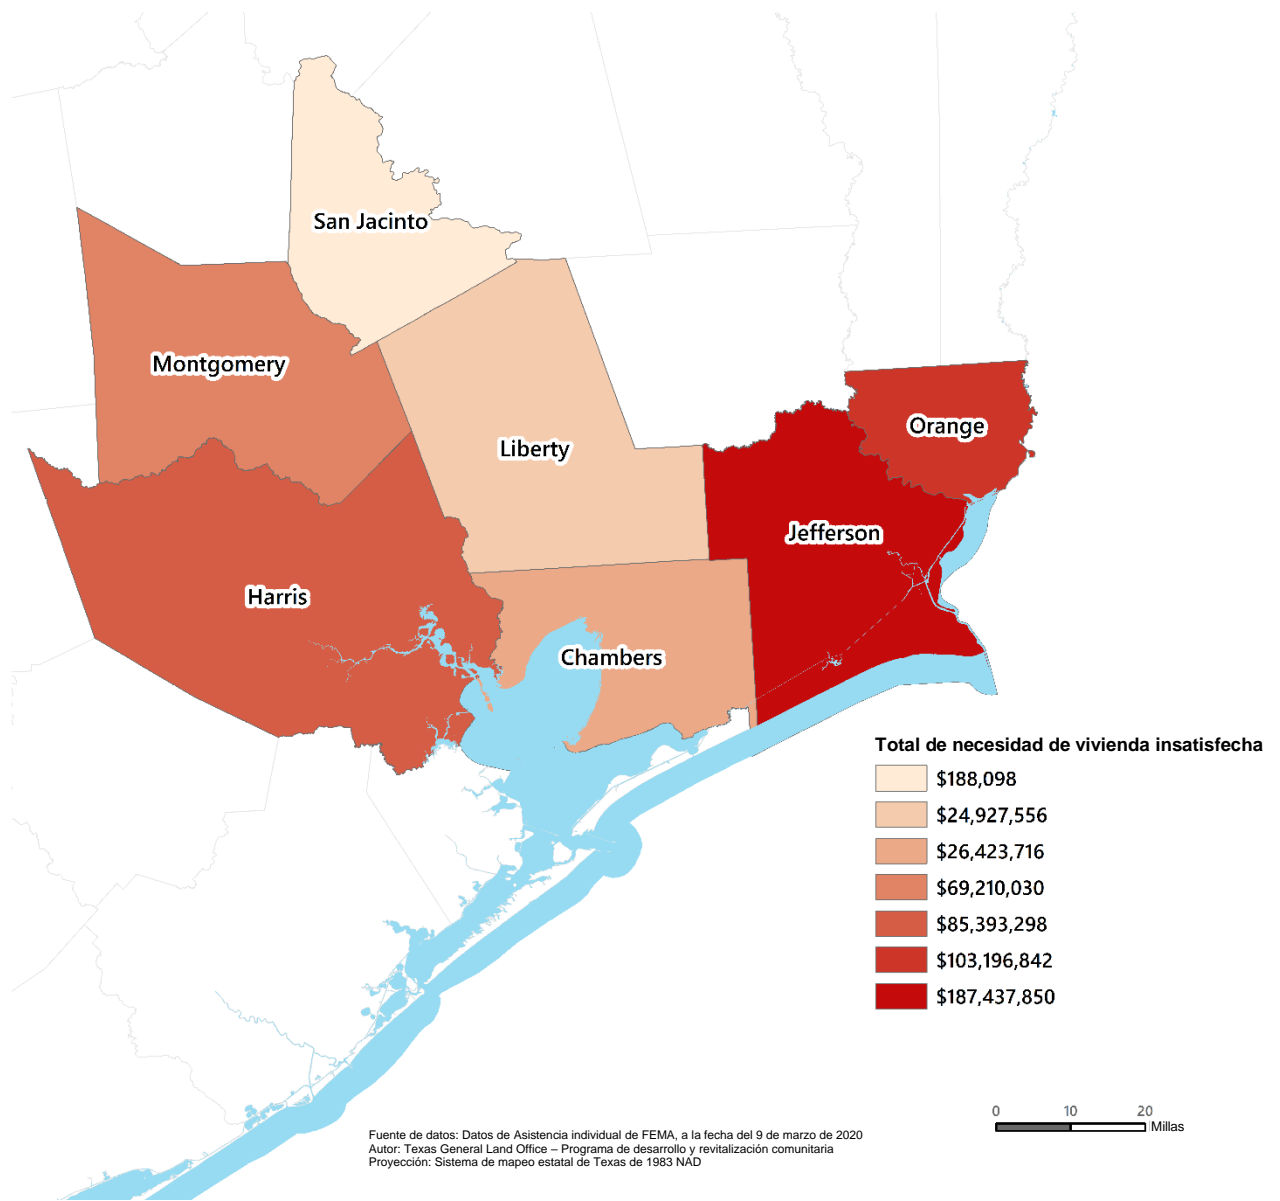 San Jacinto
Montgomery
Liberty
Orange
Jefferson
Harris
Chambers
Total de necesidad de vivienda insatisfecha
$188,098
$24,927,556
$26,423,716
$69,210,030
$85,393,298
$103,196,842
$187,437,850
0 10 20
Millas
Fuente de datos: Datos de Asistencia individual de FEMA, a la fecha del 9 de marzo de 2020
Autor: Texas General Land Office – Programa de desarrollo y revitalización comunitaria
Proyección: Sistema de mapeo estatal de Texas de 1983 NAD